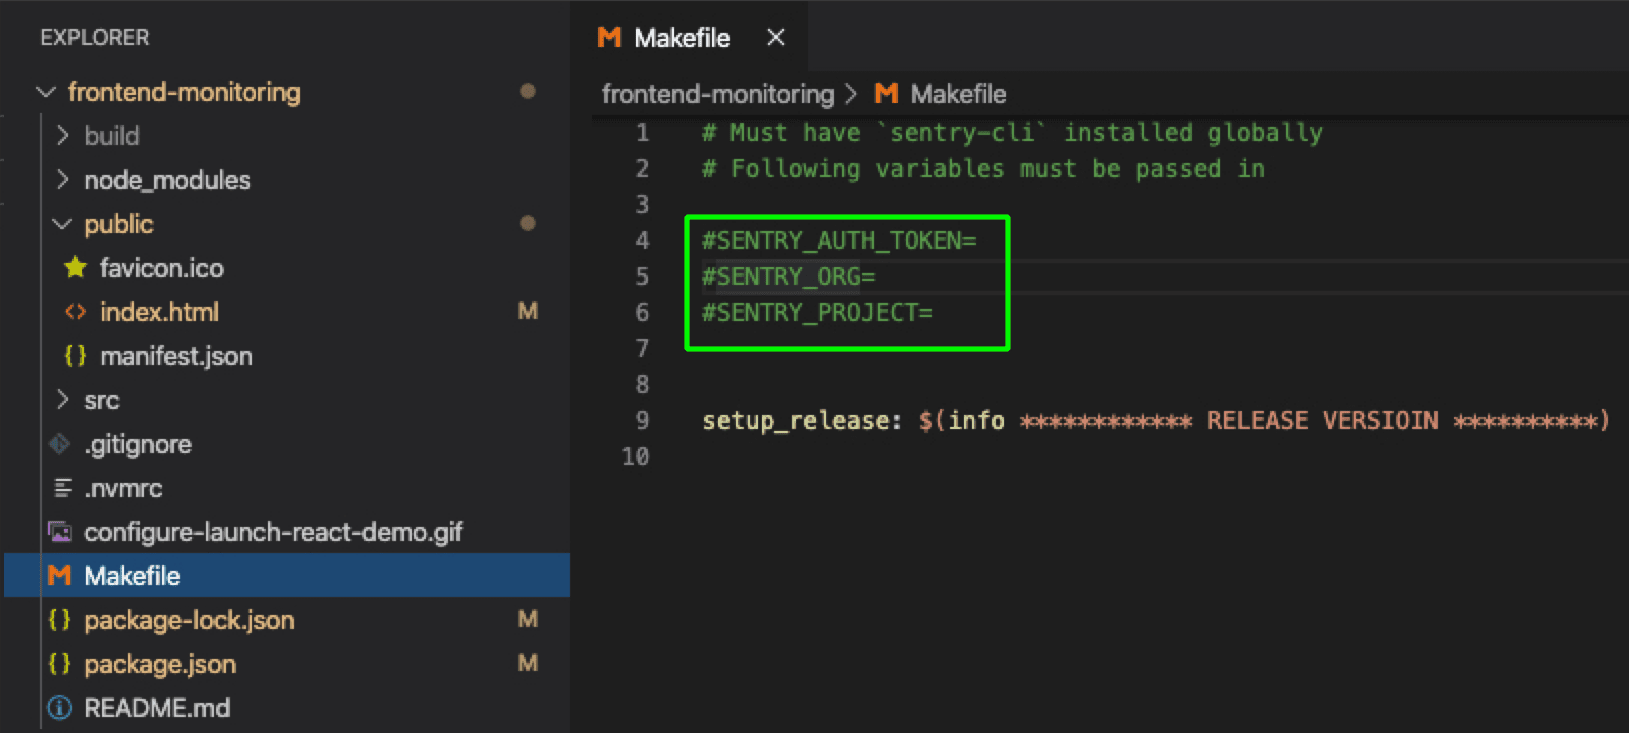 EXPLORER
frontend-monitoring
build
node_modules
public
favicon.ico
index.html M
manifest.json
src
.gitignore
.nvmrc
configure-launch-react-demo.gif
M Makefile
package-lock.json M
package.json M
README.md
M Makefile ×
frontend-monitoring > M Makefile
1 # Must have `sentry-cli` installed globally
2 # Following variables must be passed in
3
4 #SENTRY_AUTH_TOKEN=
5 #SENTRY_ORG=
6 #SENTRY_PROJECT=
7
8
9 setup_release: $(info ************ RELEASE VERSIOIN **********)
10